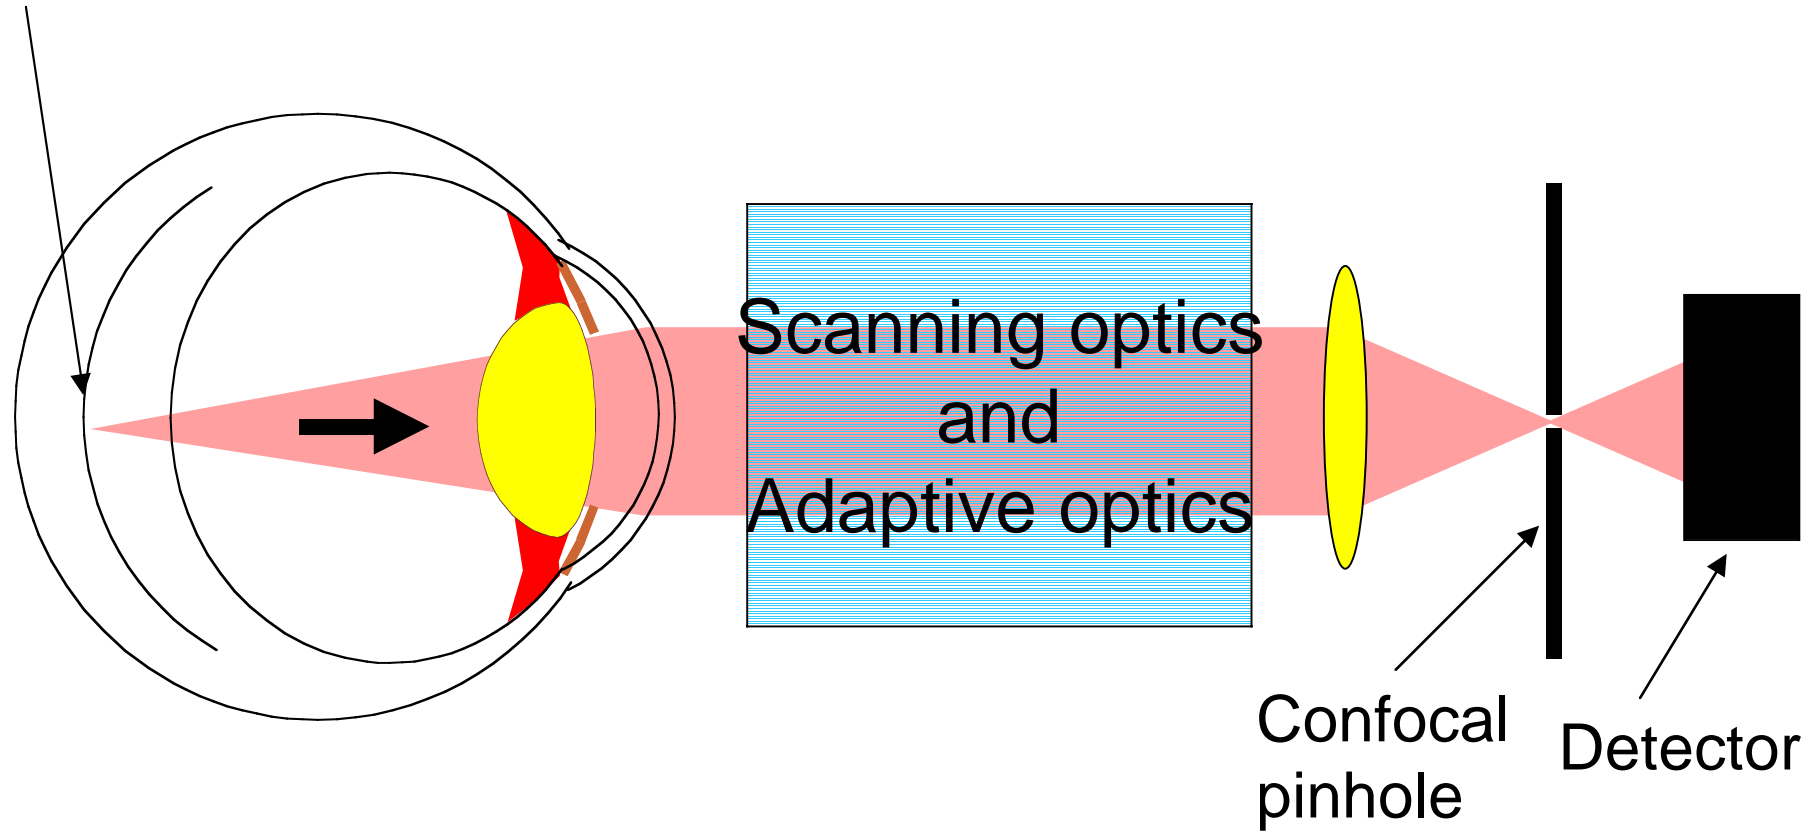 Scanning optics
and
Adaptive optics
Confocal
pinhole
Detector